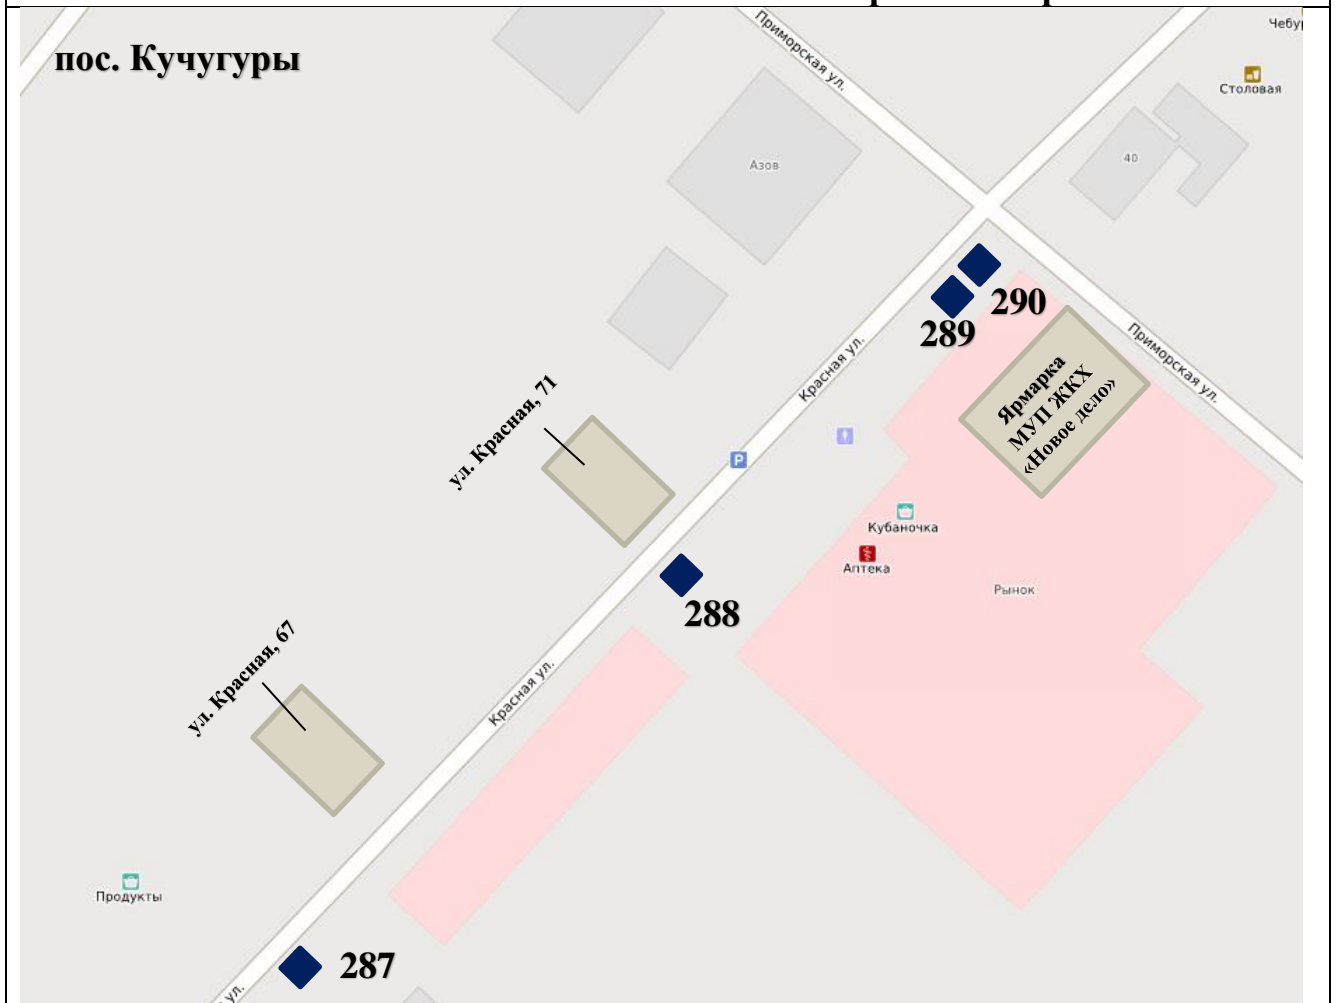 пос. Кучугуры
Приморская ул.
Столовая
Азов
40
290
289
Приморская ул.
Красная ул.
Ярмарка
МУП ЖКХ
«Новое дело»
ул. Красная, 71
P
Кубаночка
Аптека
Рынок
288
ул. Красная, 67
Красная ул.
Продукты
287
ул.